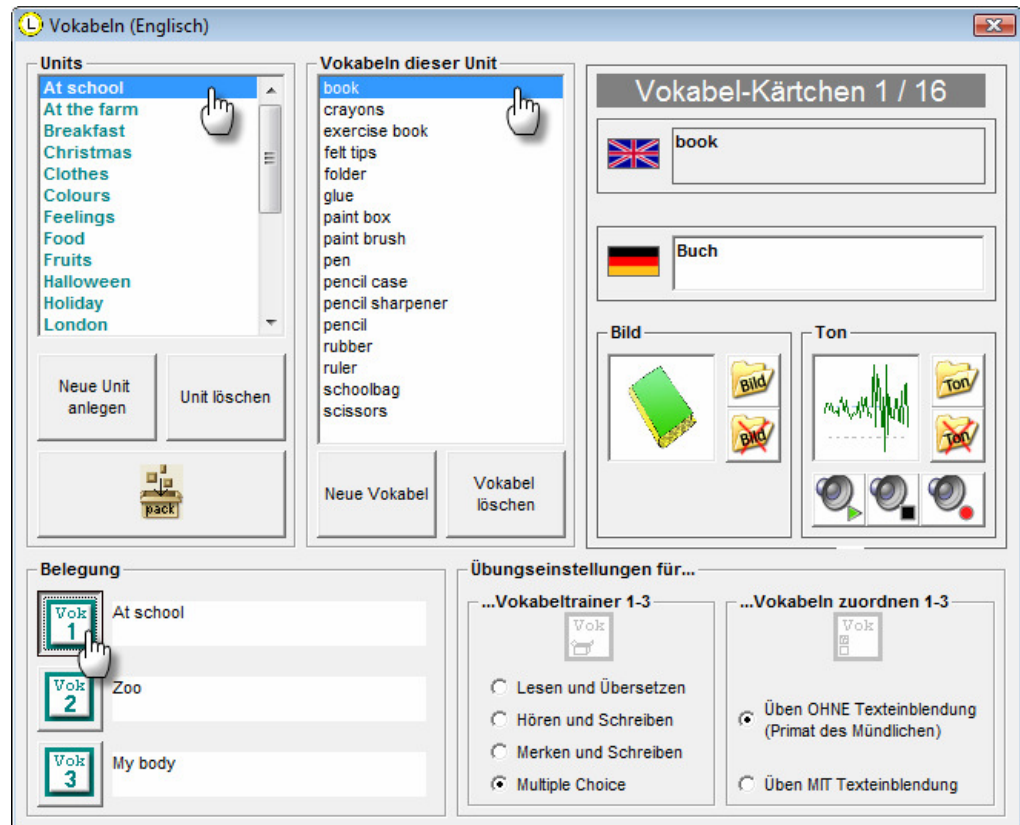 Vokabeln (Englisch)
Units
At school
At the farm
Breakfast
Christmas
Clothes
Colours
Feelings
Food
Fruits
Halloween
Holiday
London
Neue Unit
anlegen
Unit löschen
pack
Vokabeln dieser Unit
book
crayons
exercise book
felt tips
folder
glue
paint box
paint brush
pen
pencil case
pencil sharpener
pencil
rubber
ruler
schoolbag
scissors
Neue Vokabel
Vokabel
löschen
Vokabel-Kärtchen 1 / 16
book
Buch
Bild
Bild
Bild
Ton
Ton
Ton
Belegung
Vok
1
At school
Vok
2
Zoo
Vok
3
My body
Übungseinstellungen für...
...Vokabeltrainer 1-3
Vok
Lesen und Übersetzen
Hören und Schreiben
Merken und Schreiben
Multiple Choice
...Vokabeln zuordnen 1-3
Vok
Üben OHNE Texteinblendung
(Primat des Mündlichen)
Üben MIT Texteinblendung